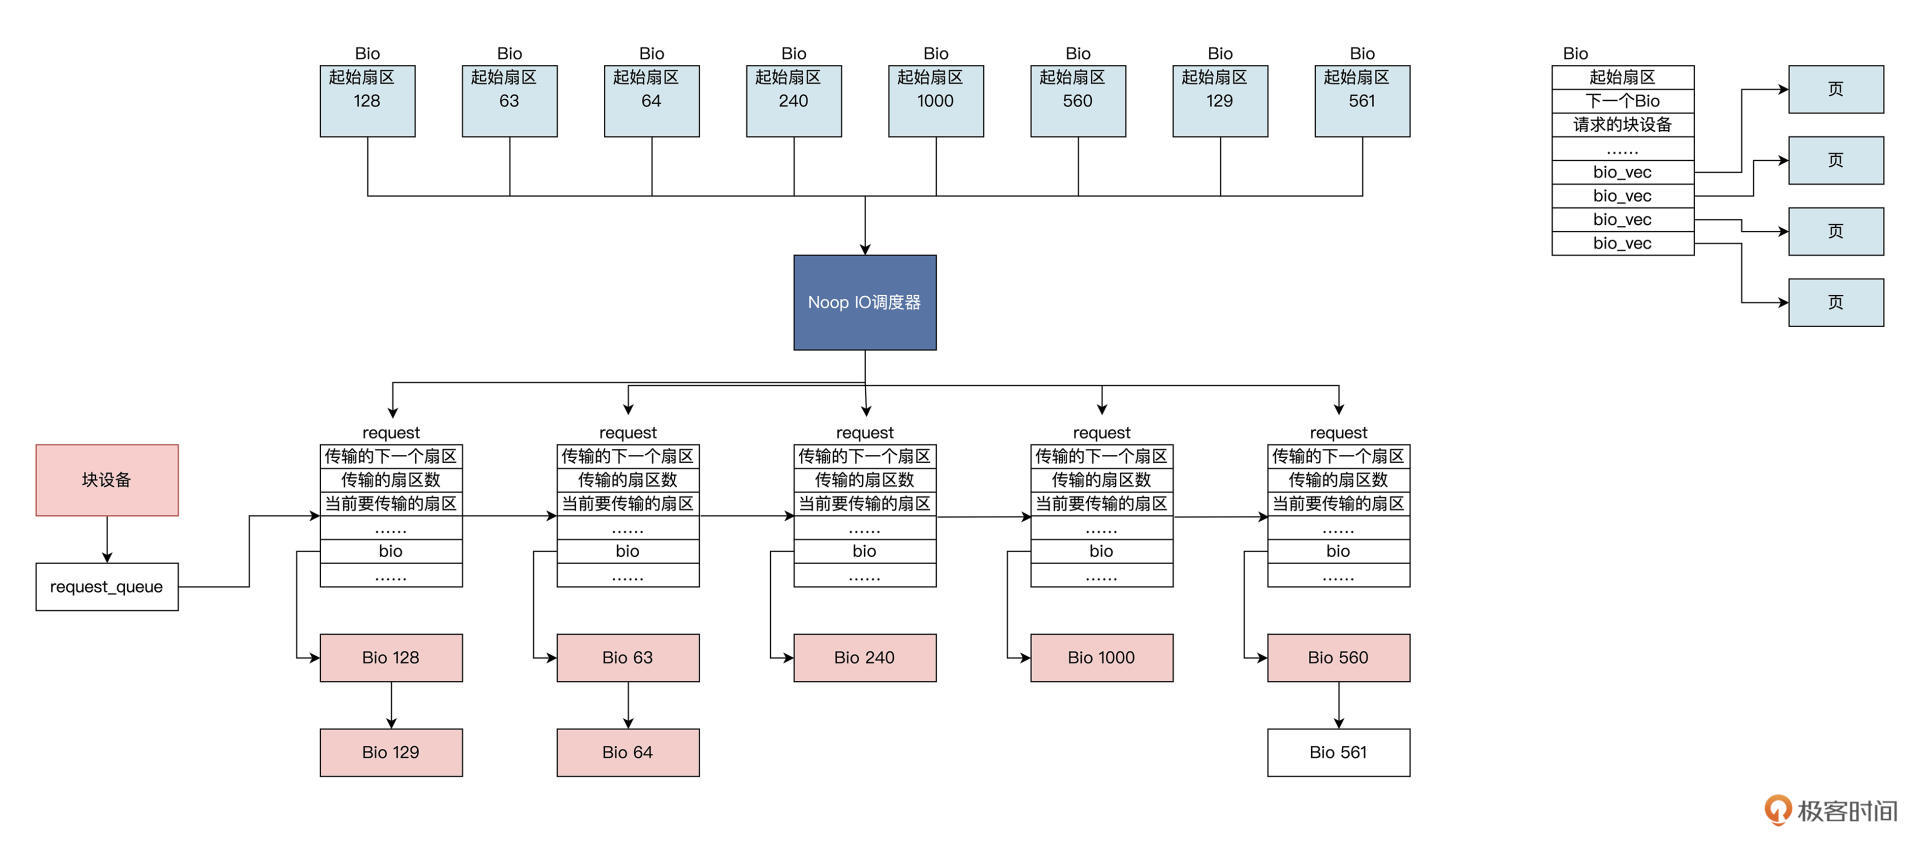 Bio
起始扇区
128
Bio
起始扇区
63
Bio
起始扇区
64
Bio
起始扇区
240
Bio
起始扇区
1000
Bio
起始扇区
560
Bio
起始扇区
129
Bio
起始扇区
561
Bio
起始扇区
下一个Bio
请求的块设备
......
bio_vec
bio_vec
bio_vec
bio_vec
页
页
页
页
Noop IO调度器
块设备
request_queue
request
传输的下一个扇区
传输的扇区数
当前要传输的扇区
......
bio
......
request
传输的下一个扇区
传输的扇区数
当前要传输的扇区
......
bio
......
request
传输的下一个扇区
传输的扇区数
当前要传输的扇区
......
bio
......
request
传输的下一个扇区
传输的扇区数
当前要传输的扇区
......
bio
......
request
传输的下一个扇区
传输的扇区数
当前要传输的扇区
......
bio
......
Bio 128
Bio 63
Bio 240
Bio 1000
Bio 560
Bio 129
Bio 64
Bio 561
极客时间